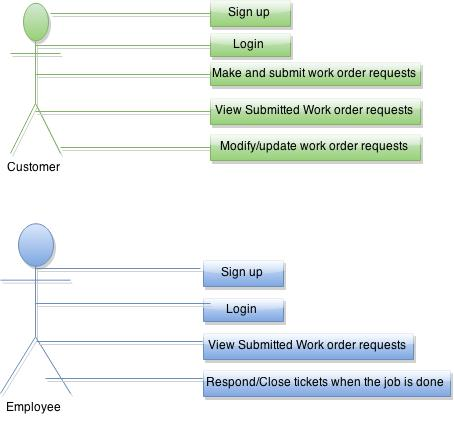 Sign up
Login
Make and submit work order requests
View Submitted Work order requests
Modify/update work order requests
Customer
Sign up
Login
View Submitted Work order requests
Respond/Close tickets when the job is done
Employee